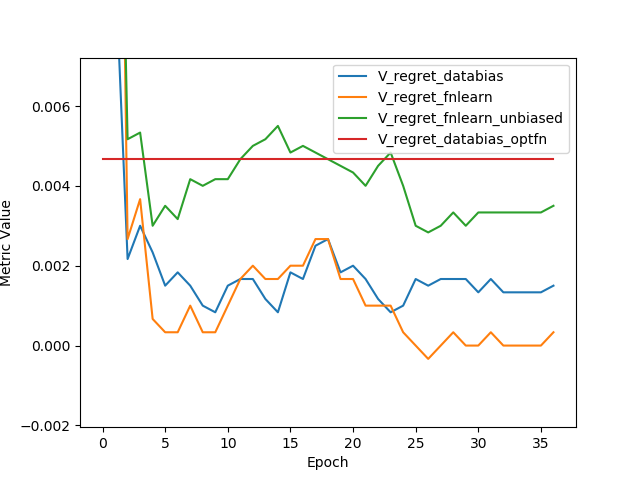 V_regret_databias
V_regret_fnlearn
V_regret_fnlearn_unbiased
V_regret_databias_optfn
Metric Value
0.006
0.004
0.002
0.000
−0.002
0 5 10 15 20 25 30 35
Epoch